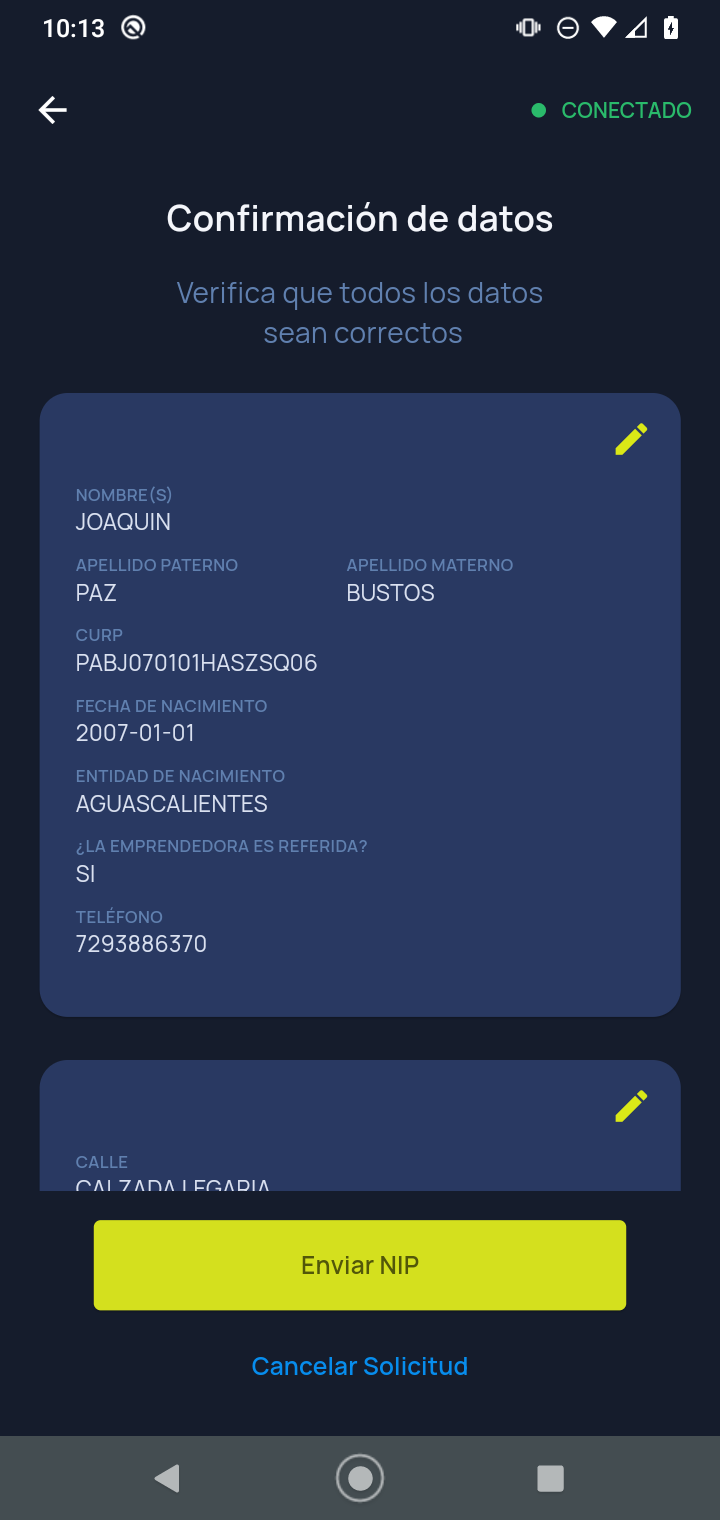 10:13
CONECTADO
Confirmación de datos
Verifica que todos los datos
sean correctos
NOMBRE(S)
JOAQUIN
APELLIDO PATERNO APELLIDO MATERNO
PAZ BUSTOS
CURP
PABJ070101HASZSQ06
FECHA DE NACIMIENTO
2007-01-01
ENTIDAD DE NACIMIENTO
AGUASCALIENTES
¿LA EMPRENDEDORA ES REFERIDA?
SI
TELÉFONO
7293886370
CALLE
CALZADA LEGARIA
Enviar NIP
Cancelar Solicitud